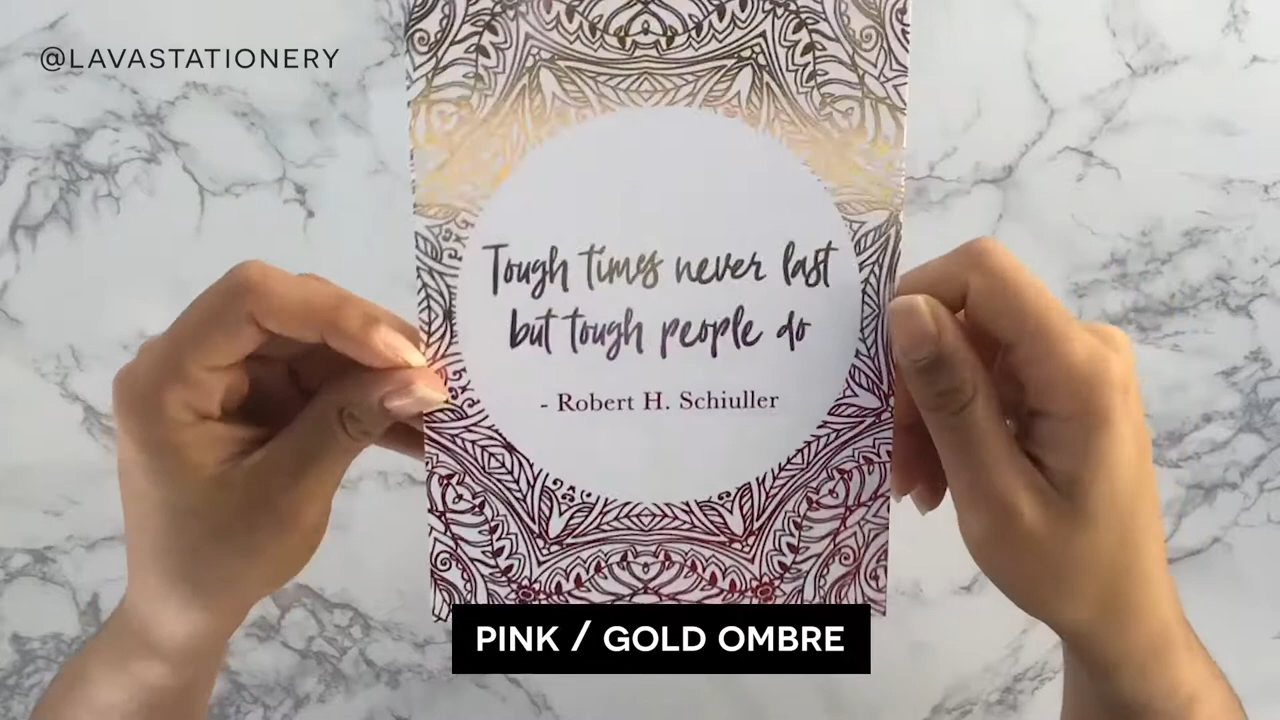 @LAVASTATIONERY
Tough times never last
but tough people do
- Robert H. Schiuller
PINK / GOLD OMBRE